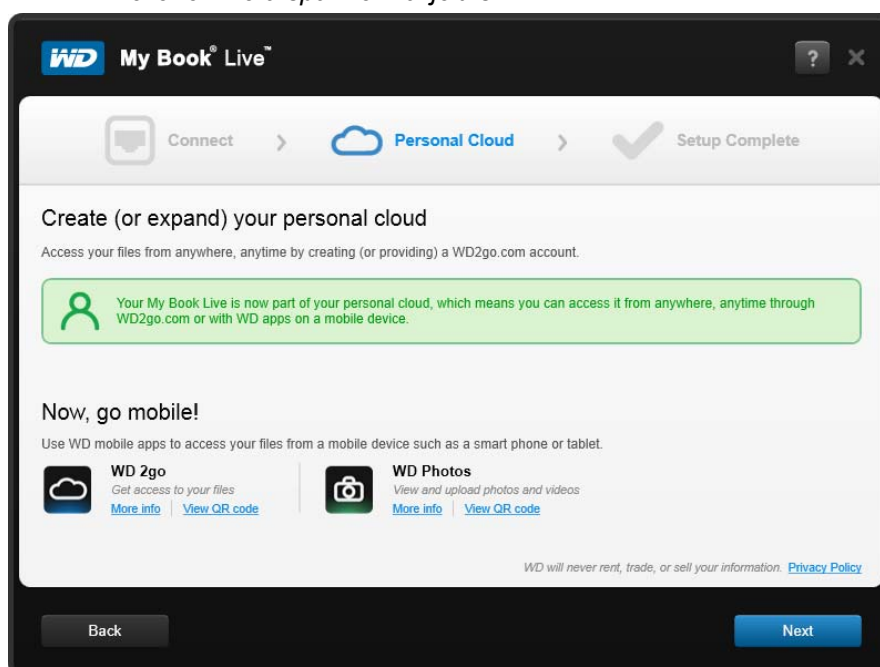 WD My Book® Live™ ?
Connect > Personal Cloud > Setup Complete
Create (or expand) your personal cloud
Access your files from anywhere, anytime by creating (or providing) a WD2go.com account.
Your My Book Live is now part of your personal cloud, which means you can access it from anywhere, anytime through
WD2go.com or with WD apps on a mobile device.
Now, go mobile!
Use WD mobile apps to access your files from a mobile device such as a smart phone or tablet.
WD 2go
Get access to your files
More info | View QR code
WD Photos
View and upload photos and videos
More info | View QR code
WD will never rent, trade, or sell your information. Privacy Policy
Back
Next